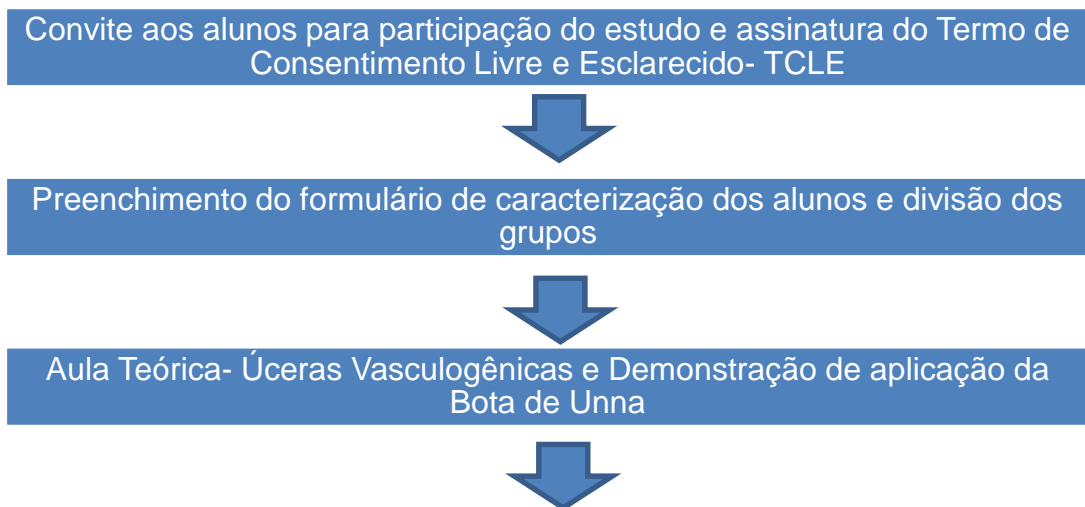 Convite aos alunos para participação do estudo e assinatura do Termo de
Consentimento Livre e Esclarecido- TCLE
Preenchimento do formulário de caracterização dos alunos e divisão dos
grupos
Aula Teórica- Úceras Vasculogênicas e Demonstração de aplicação da
Bota de Unna